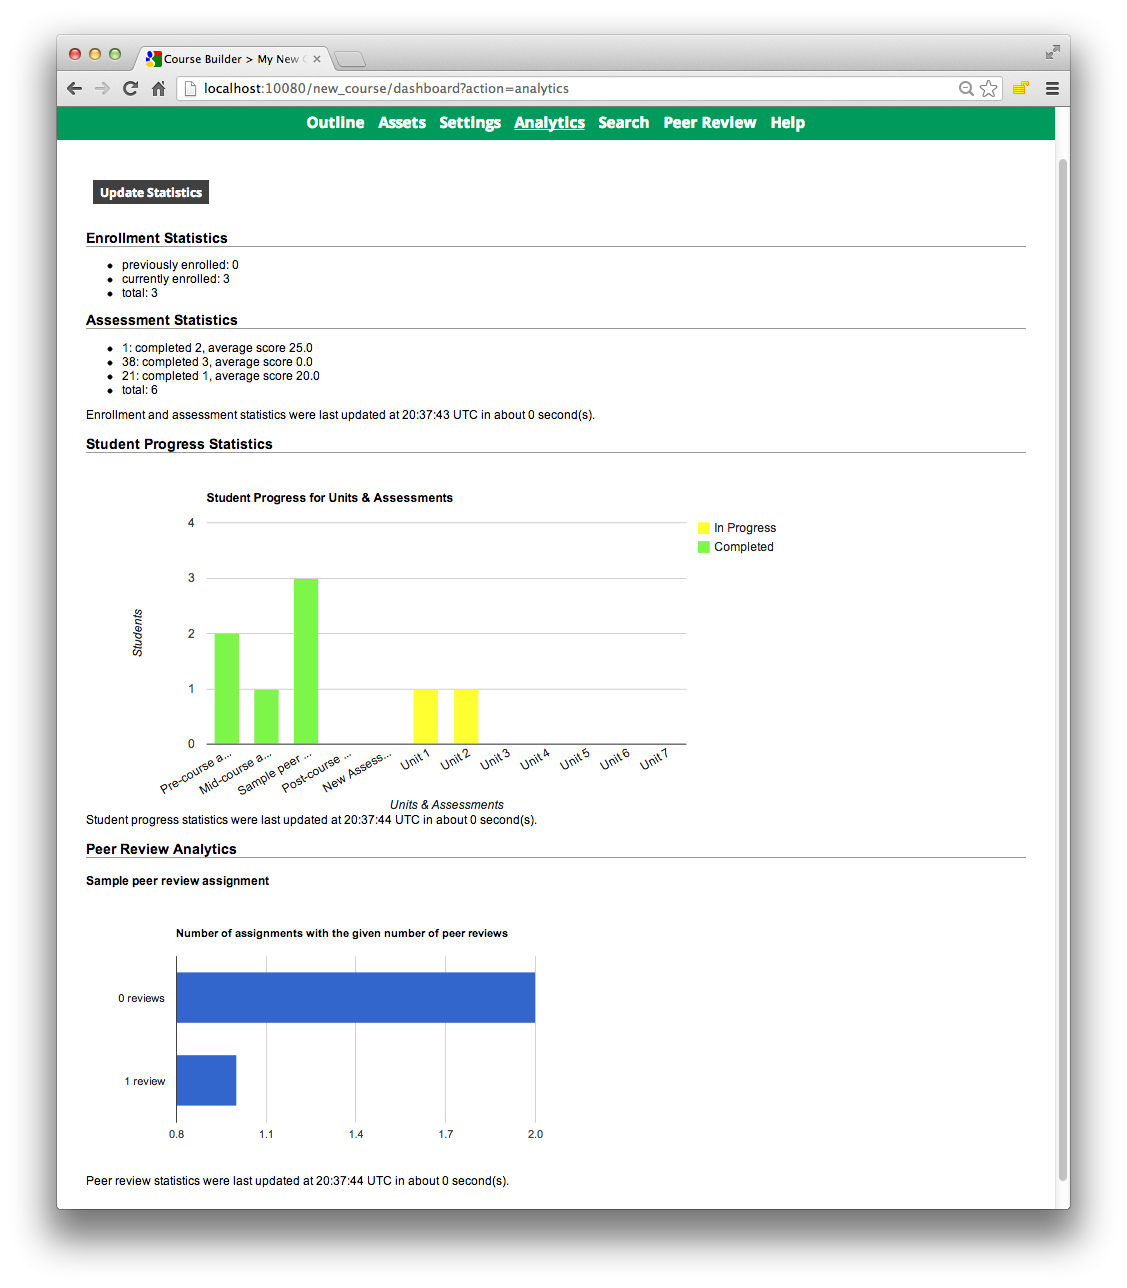 Course Builder > My New C
localhost:10080/new_course/dashboard?action=analytics
Outline Assets Settings Analytics Search Peer Review Help
Update Statistics
Enrollment Statistics
previously enrolled: 0
currently enrolled: 3
total: 3
Assessment Statistics
1: completed 2, average score 25.0
38: completed 3, average score 0.0
21: completed 1, average score 20.0
total: 6
Enrollment and assessment statistics were last updated at 20:37:43 UTC in about 0 second(s).
Student Progress Statistics
Student Progress for Units & Assessments
4
3
2
1
0
Students
In Progress
Completed
Pre-course a...
Mid-course a...
Sample peer ...
Post-course ...
New Assess...
Unit 1
Unit 2
Unit 3
Unit 4
Unit 5
Unit 6
Unit 7
Units & Assessments
Student progress statistics were last updated at 20:37:44 UTC in about 0 second(s).
Peer Review Analytics
Sample peer review assignment
Number of assignments with the given number of peer reviews
0 reviews
1 review
0.8 1.1 1.4 1.7 2.0
Peer review statistics were last updated at 20:37:44 UTC in about 0 second(s).